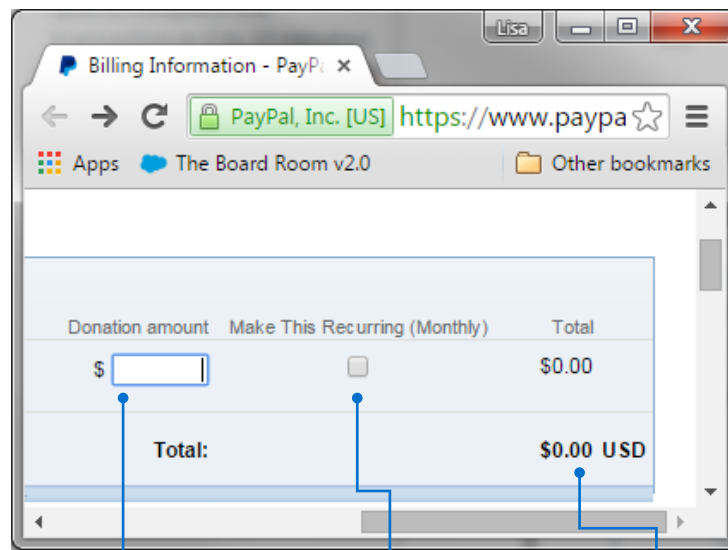 Lisa
Billing Information - PayPa
PayPal, Inc. [US] https://www.paypa
Apps The Board Room v2.0 Other bookmarks
Donation amount Make This Recurring (Monthly) Total
$ $0.00
Total: $0.00 USD